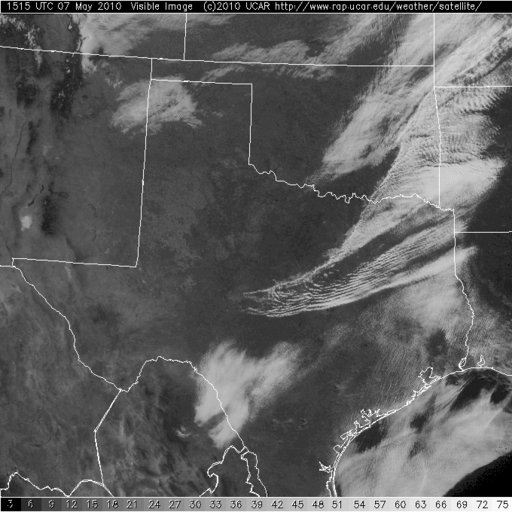 1515 UTC 07 May 2010 Visible Image (c)2010 UCAR http://www.rap.ucar.edu/weather/satellite/
3 6 9 12 15 18 21 24 27 30 33 36 39 42 45 48 51 54 57 60 63 66 69 72 75